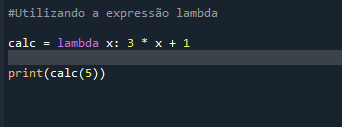 #Utilizando a expressão lambda
calc = lambda x: 3 * x + 1
print(calc(5))